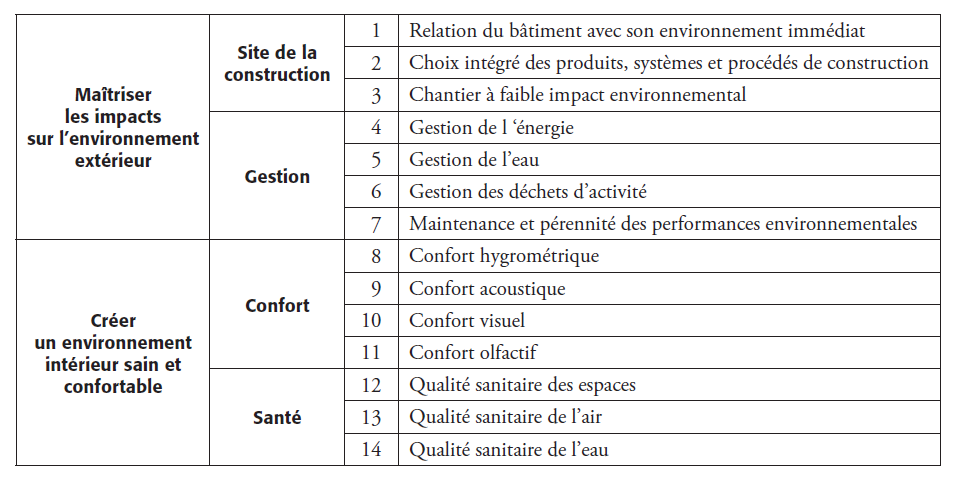 Maîtriser
les impacts
sur l'environnement
extérieur
Site de la
construction
1 Relation du bâtiment avec son environnement immédiat
2 Choix intégré des produits, systèmes et procédés de construction
3 Chantier à faible impact environnemental
Gestion
4 Gestion de l ‘énergie
5 Gestion de l'eau
6 Gestion des déchets d'activité
7 Maintenance et pérennité des performances environnementales
Créer
un environnement
intérieur sain et
confortable
Confort
8 Confort hygrométrique
9 Confort acoustique
10 Confort visuel
11 Confort olfactif
Santé
12 Qualité sanitaire des espaces
13 Qualité sanitaire de l'air
14 Qualité sanitaire de l'eau